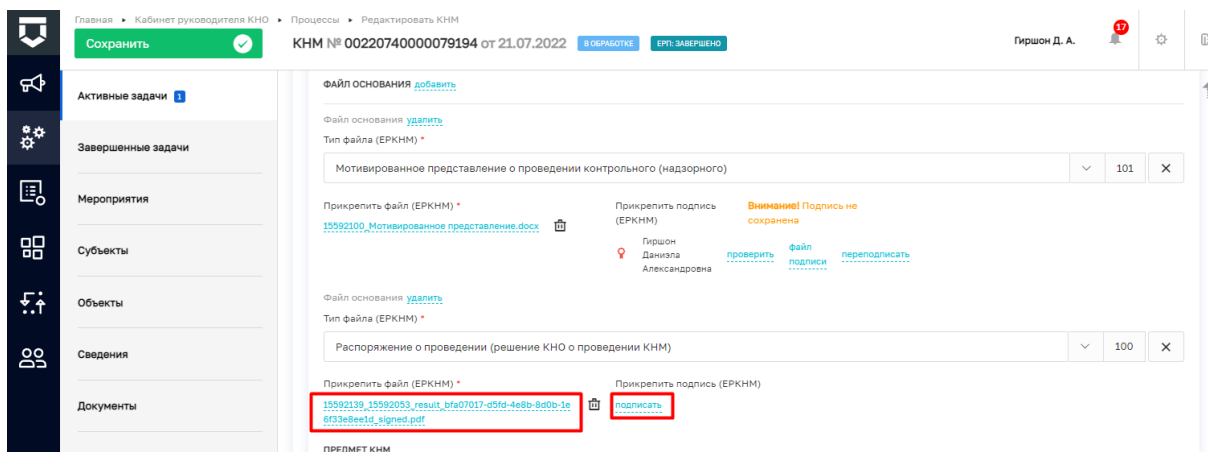 Главная ▸ Кабинет руководителя КНО ▸ Процессы ▸ Редактировать КНМ
Сохранить
КНМ № 00220740000079194 от 21.07.2022 В ОБРАБОТКЕ ЕРП: ЗАВЕРШЕНО
Гиршон Д. А.
17
Активные задачи 1
Завершенные задачи
Мероприятия
Субъекты
Объекты
Сведения
Документы
ФАЙЛ ОСНОВАНИЯ добавить
Файл основания удалить
Тип файла (ЕРКНМ) *
Мотивированное представление о проведении контрольного (надзорного) 101
Прикрепить файл (ЕРКНМ) *
15592100_Мотивированное представление.docx
Прикрепить подпись
(ЕРКНМ)
Внимание! Подпись не
сохранена
Гиршон
Даниэла
Александровна
проверить
файл
подписи
переподписать
Файл основания удалить
Тип файла (ЕРКНМ) *
Распоряжение о проведении (решение КНО о проведении КНМ) 100
Прикрепить файл (ЕРКНМ) *
15592139_15592053_result_bfa07017-d5fd-4e8b-8d0b-1e
6f33e8ee1d_signed.pdf
Прикрепить подпись (ЕРКНМ)
подписать
ПРЕДМЕТ КНМ